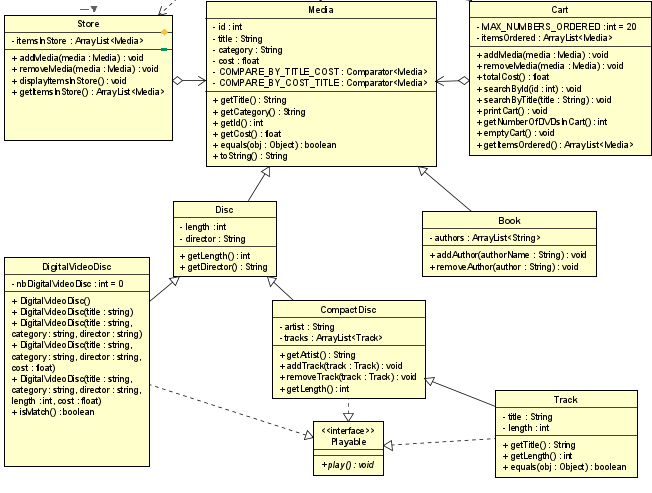 Store
- itemsInStore : ArrayList<Media>
+ addMedia(media : Media) : void
+ removeMedia(media : Media) : void
+ displayItemsInStore() : void
+ getItemsInStore() : ArrayList<Media>
Media
- id : int
- title : String
- category : String
- cost : float
- COMPARE_BY_TITLE_COST : Comparator<Media>
- COMPARE_BY_COST_TITLE : Comparator<Media>
+ getTitle() : String
+ getCategory() : String
+ getId() : int
+ getCost() : float
+ equals(obj : Object) : boolean
+ toString() : String
Cart
- MAX_NUMBERS_ORDERED : int = 20
- itemsOrdered : ArrayList<Media>
+ addMedia(media : Media) : void
+ removeMedia(media : Media) : void
+ totalCost() : float
+ searchById(id : int) : void
+ searchByTitle(title : String) : void
+ printCart() : void
+ getNumberOfDVDsInCart() : int
+ emptyCart() : void
+ getItemsOrdered() : ArrayList<Media>
Disc
- length : int
- director : String
+ getLength() : int
+ getDirector() : String
Book
- authors : ArrayList<String>
+ addAuthor(authorName : String) : void
+ removeAuthor(author : String) : void
DigitalVideoDisc
- nbDigitalVideoDisc : int = 0
+ DigitalVideoDisc()
+ DigitalVideoDisc(title : string)
+ DigitalVideoDisc(title : string,
category : string, director : string)
+ DigitalVideoDisc(title : string,
category : string, director : string,
cost : float)
+ DigitalVideoDisc(title : string,
category : string, director : string,
length : int, cost : float)
+ isMatch() : boolean
CompactDisc
- artist : String
- tracks : ArrayList<Track>
+ getArtist() : String
+ addTrack(track : Track) : void
+ removeTrack(track : Track) : void
+ getLength() : int
Track
- title : String
- length : int
+ getTitle() : String
+ getLength() : int
+ equals(obj : Object) : boolean
<<interface>>
Playable
+ play() : void